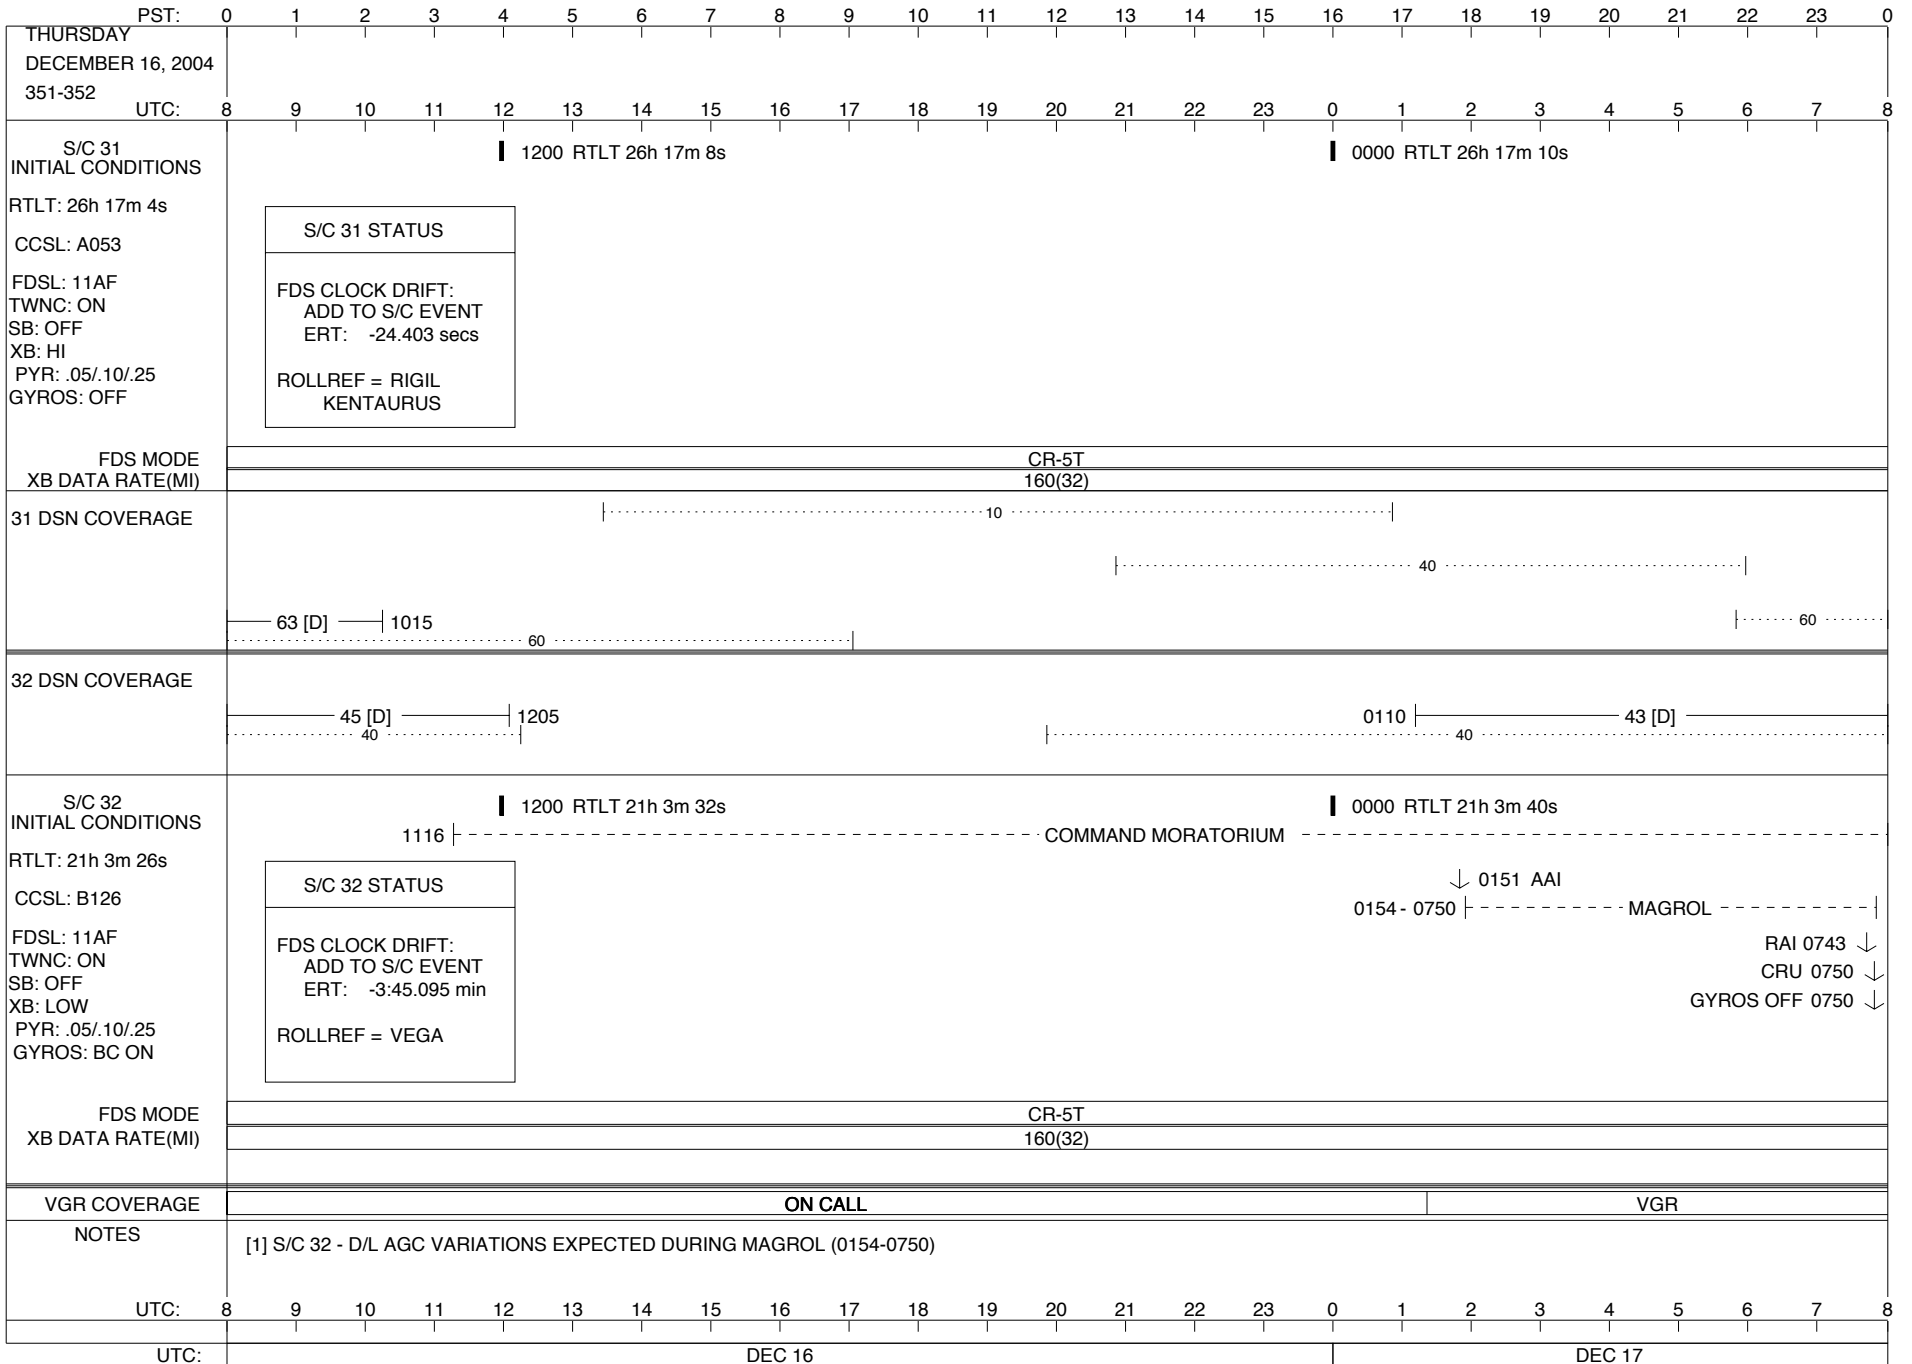 PST: 0 1 2 3 4 5 6 7 8 9 10 11 12 13 14 15 16 17 18 19 20 21 22 23 0
THURSDAY
DECEMBER 16, 2004
351-352
UTC: 8 9 10 11 12 13 14 15 16 17 18 19 20 21 22 23 0 1 2 3 4 5 6 7 8
S/C 31
INITIAL CONDITIONS
1200 RTLT 26h 17m 8s
0000 RTLT 26h 17m 10s
RTLT: 26h 17m 4s
CCSL: A053
FDSL: 11AF
TWNC: ON
SB: OFF
XB: HI
PYR: .05/.10/.25
GYROS: OFF
S/C 31 STATUS
FDS CLOCK DRIFT:
ADD TO S/C EVENT
ERT: -24.403 secs
ROLLREF = RIGIL
KENTAURUS
FDS MODE CR-5T
XB DATA RATE(MI) 160(32)
31 DSN COVERAGE
10
40
63 [D] 1015
60
60
32 DSN COVERAGE
45 [D] 1205
40
0110 43 [D]
40
S/C 32
INITIAL CONDITIONS
1200 RTLT 21h 3m 32s
0000 RTLT 21h 3m 40s
1116 COMMAND MORATORIUM
RTLT: 21h 3m 26s
CCSL: B126
FDSL: 11AF
TWNC: ON
SB: OFF
XB: LOW
PYR: .05/.10/.25
GYROS: BC ON
S/C 32 STATUS
FDS CLOCK DRIFT:
ADD TO S/C EVENT
ERT: -3:45.095 min
ROLLREF = VEGA
0151 AAI
0154 - 0750 MAGROL
RAI 0743
CRU 0750
GYROS OFF 0750
FDS MODE CR-5T
XB DATA RATE(MI) 160(32)
VGR COVERAGE ON CALL VGR
NOTES
[1] S/C 32 - D/L AGC VARIATIONS EXPECTED DURING MAGROL (0154-0750)
UTC: 8 9 10 11 12 13 14 15 16 17 18 19 20 21 22 23 0 1 2 3 4 5 6 7 8
UTC: DEC 16 DEC 17